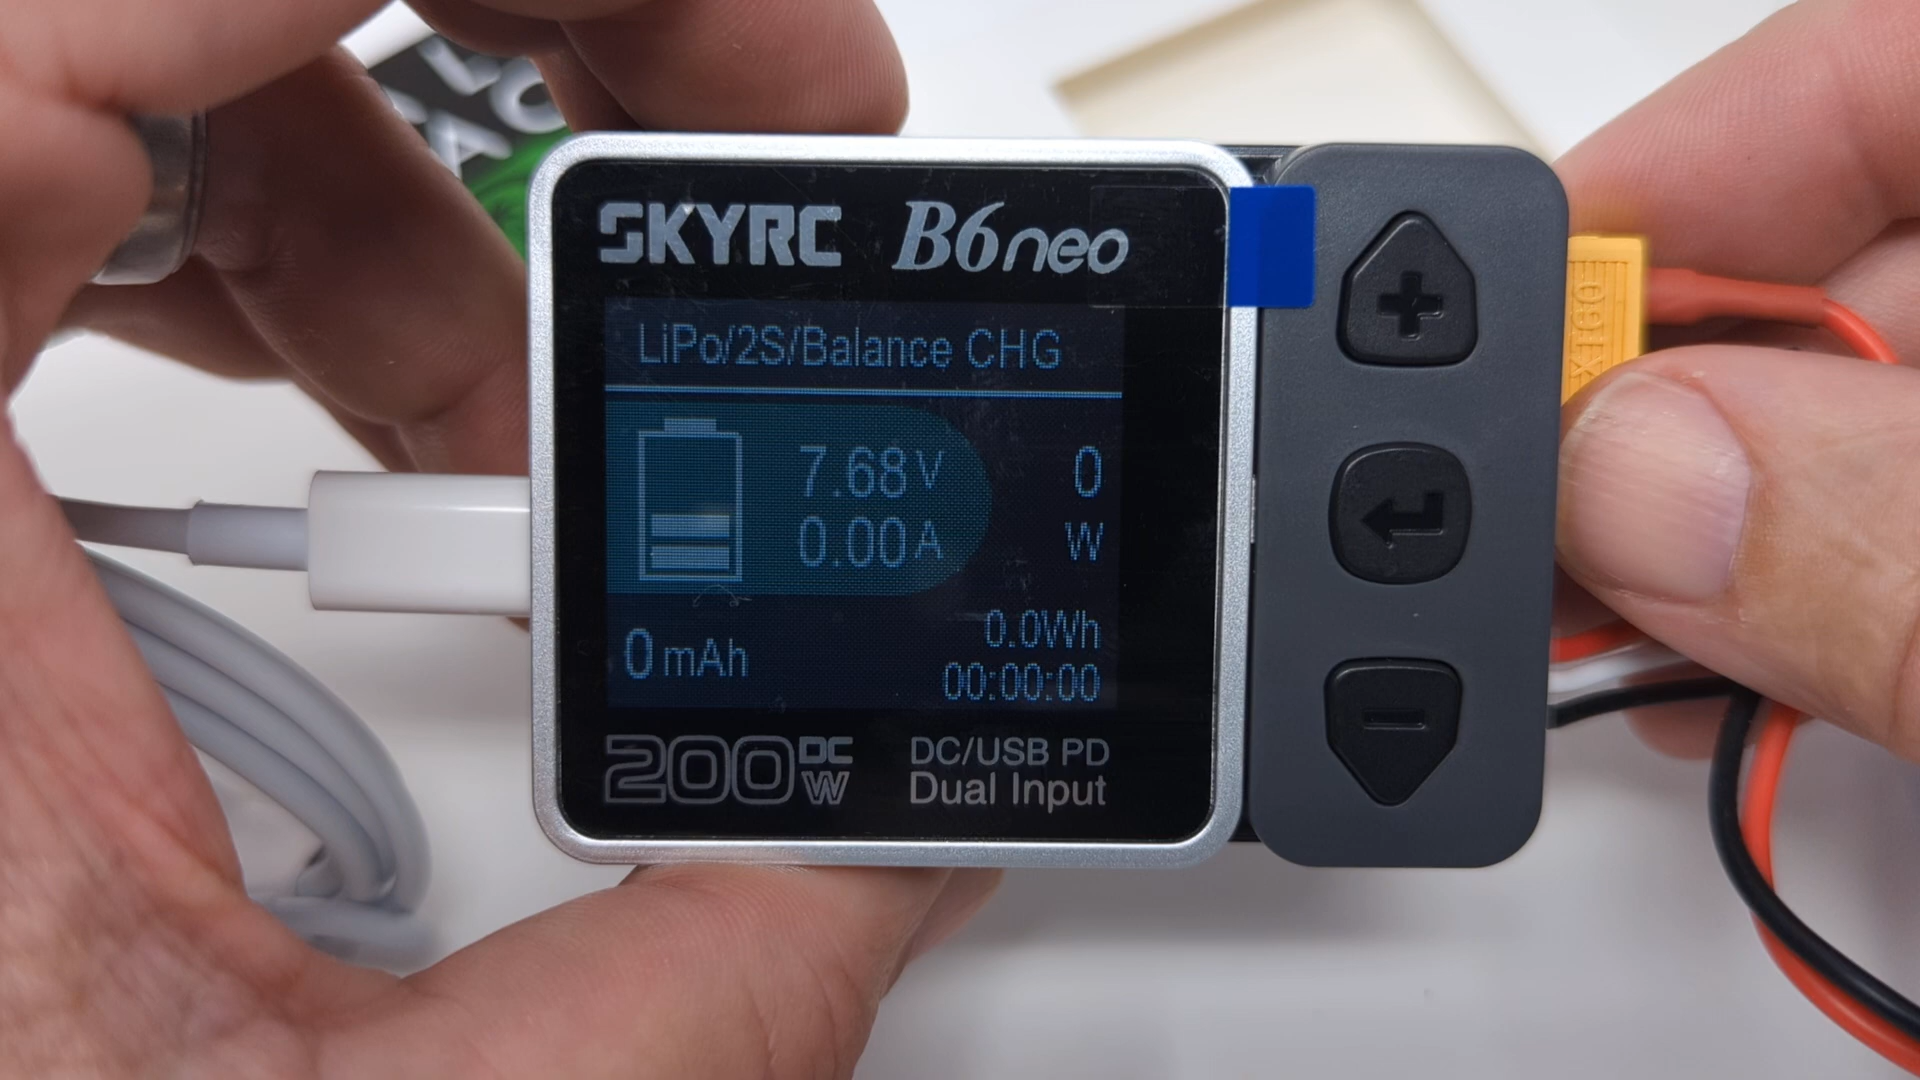 SKYRC B6neo
LiPo/2S/Balance CHG
7.68V
0.00A
0
W
0mAh
0.0Wh
00:00:00
200DC
W
DC/USB PD
Dual Input
XT60